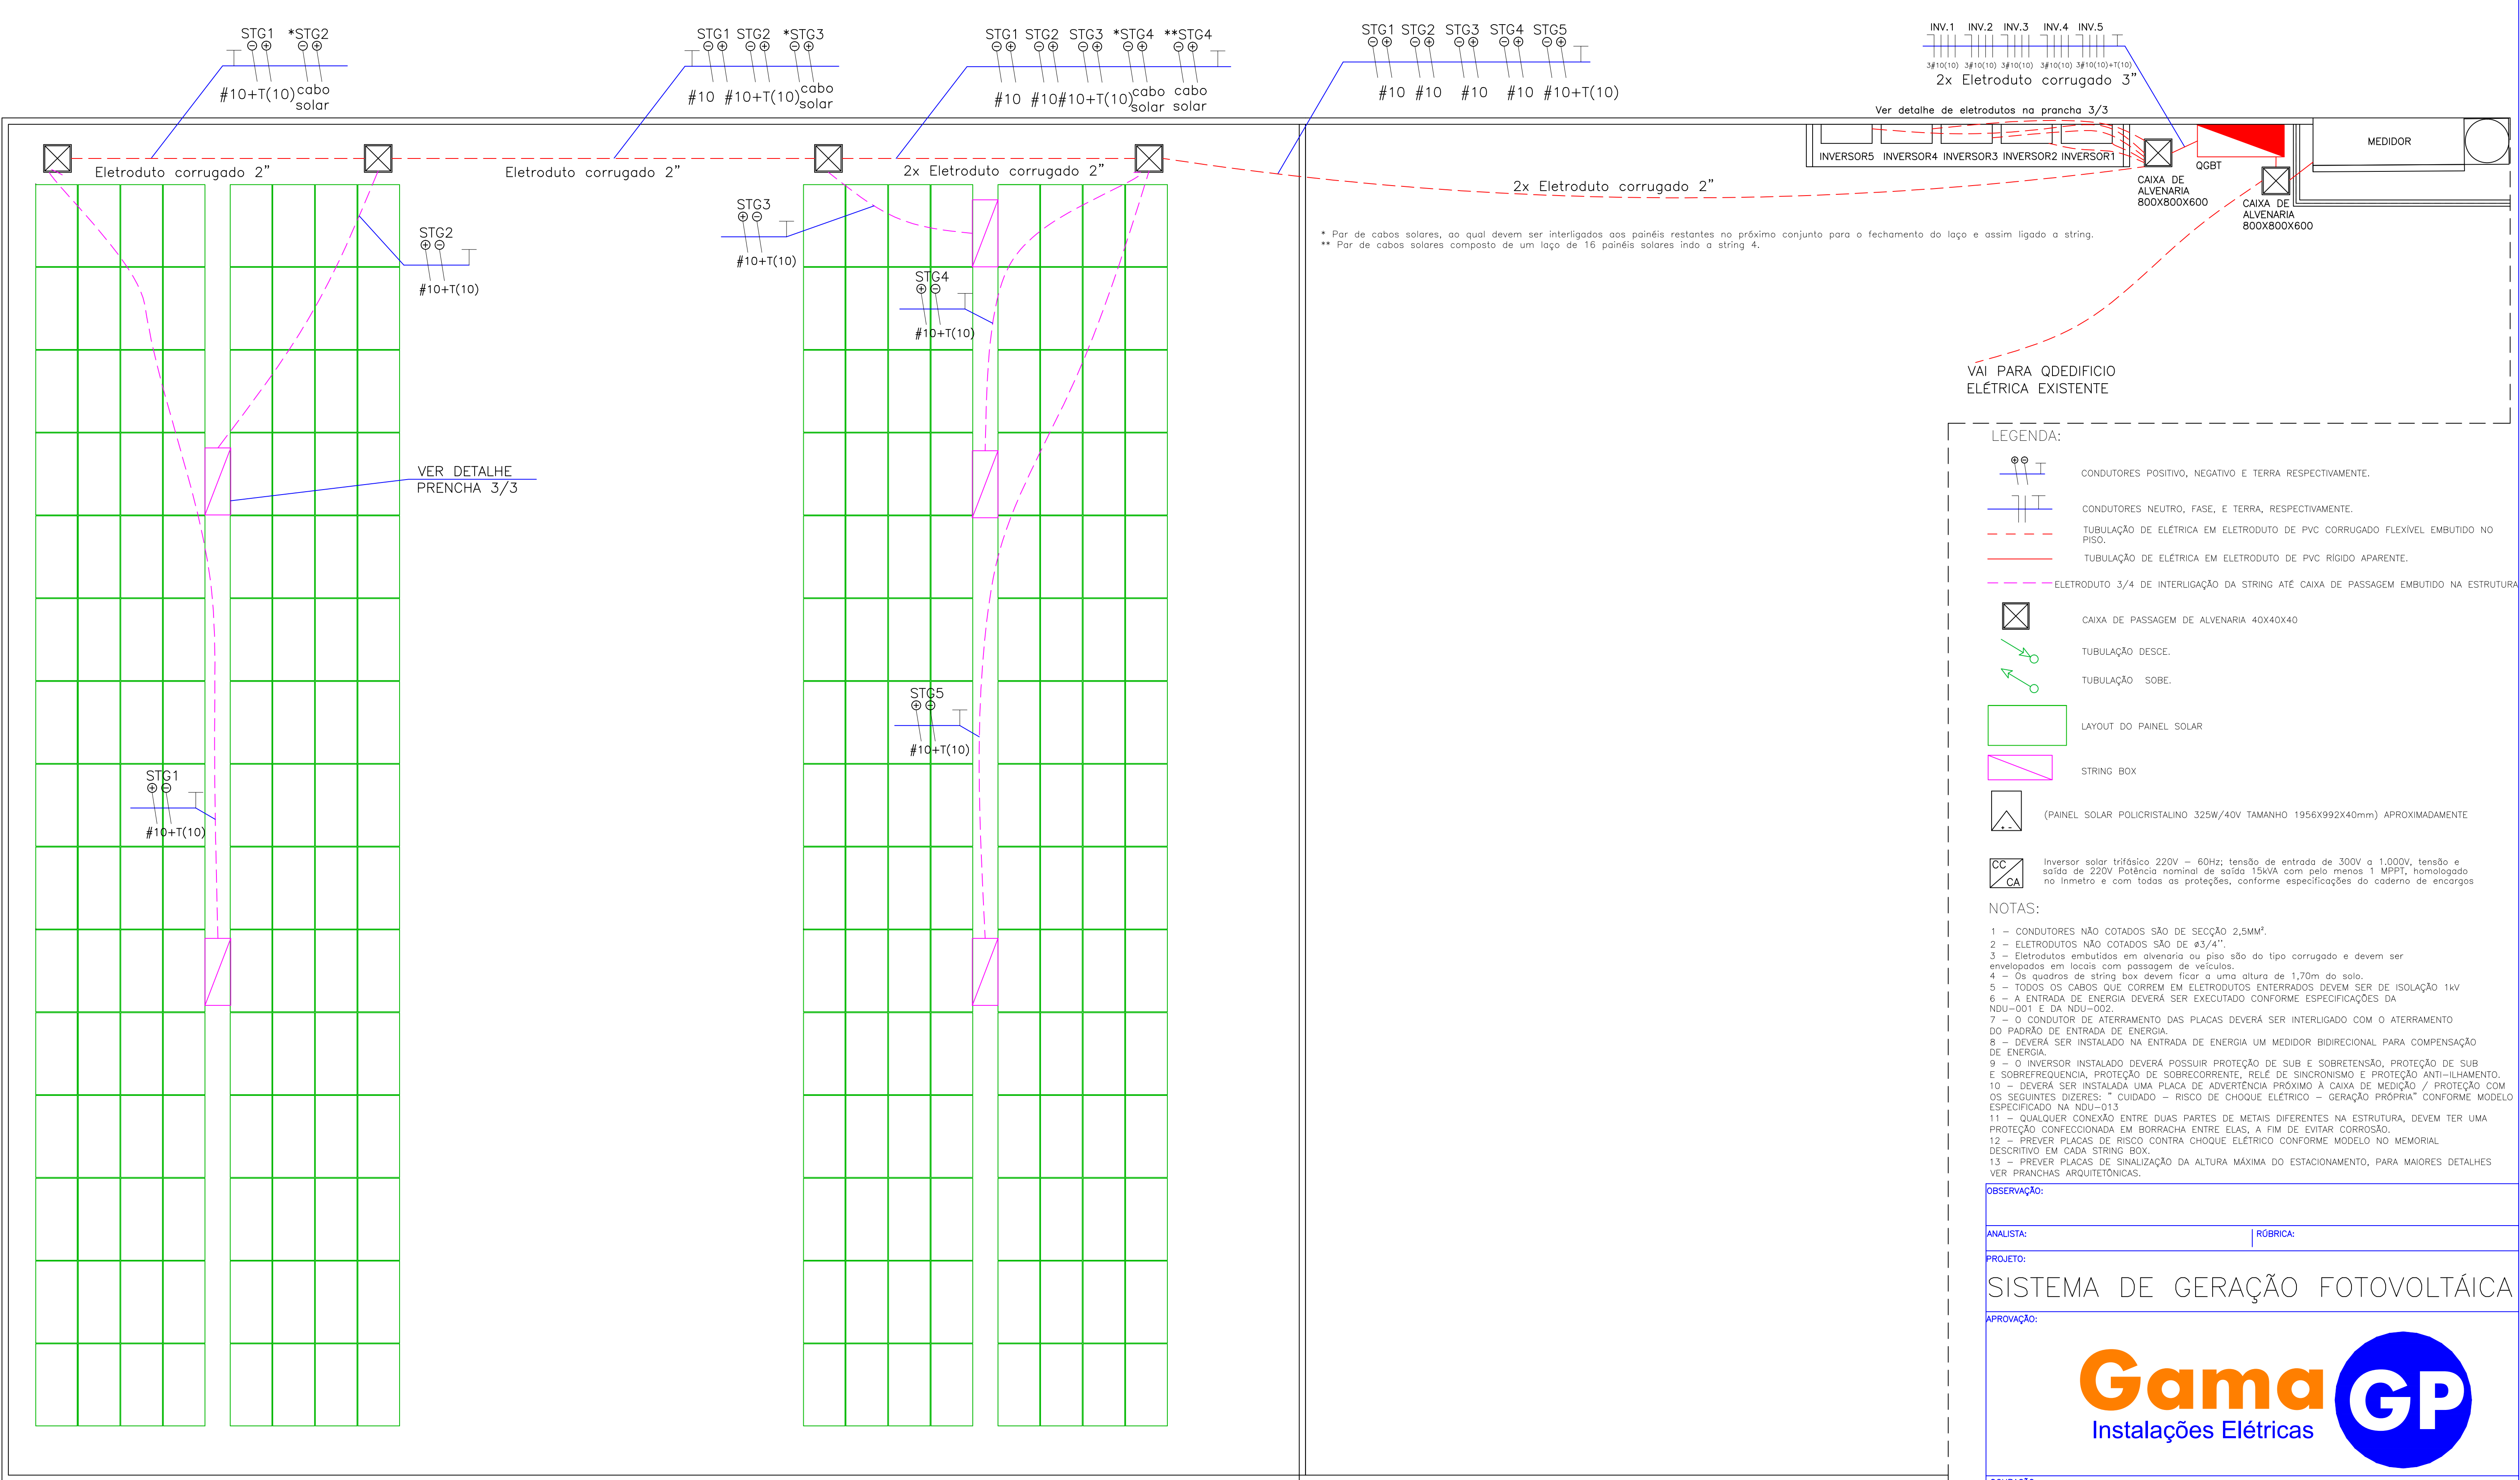 STG1 *STG2
#10+T(10) cabo
solar
STG1 STG2 *STG3
#10 #10+T(10) cabo
solar
STG1 STG2 STG3 *STG4 **STG4
#10 #10 #10+T(10) cabo cabo
solar solar
STG1 STG2 STG3 STG4 STG5
#10 #10 #10 #10 #10+T(10)
INV.1 INV.2 INV.3 INV.4 INV.5
3#10(10) 3#10(10) 3#10(10) 3#10(10) 3#10(10)+T(10)
2x Eletroduto corrugado 3”
Ver detalhe de eletrodutos na prancha 3/3
Eletroduto corrugado 2”
Eletroduto corrugado 2”
2x Eletroduto corrugado 2”
2x Eletroduto corrugado 2”
INVERSOR5 INVERSOR4 INVERSOR3 INVERSOR2 INVERSOR1
MEDIDOR
QGBT
CAIXA DE
ALVENARIA
800X800X600
CAIXA DE
ALVENARIA
800X800X600
STG2
#10+T(10)
STG3
#10+T(10)
STG4
#10+T(10)
* Par de cabos solares, ao qual devem ser interligados aos painéis restantes no próximo conjunto para o fechamento do laço e assim ligado a string.
** Par de cabos solares composto de um laço de 16 painéis solares indo a string 4.
VAI PARA QDEDIFICIO
ELÉTRICA EXISTENTE
VER DETALHE
PRENCHA 3/3
STG5
#10+T(10)
STG1
#10+T(10)
LEGENDA:
CONDUTORES POSITIVO, NEGATIVO E TERRA RESPECTIVAMENTE.
CONDUTORES NEUTRO, FASE, E TERRA, RESPECTIVAMENTE.
TUBULAÇÃO DE ELÉTRICA EM ELETRODUTO DE PVC CORRUGADO FLEXÍVEL EMBUTIDO NO
PISO.
TUBULAÇÃO DE ELÉTRICA EM ELETRODUTO DE PVC RÍGIDO APARENTE.
ELETRODUTO 3/4 DE INTERLIGAÇÃO DA STRING ATÉ CAIXA DE PASSAGEM EMBUTIDO NA ESTRUTURA
CAIXA DE PASSAGEM DE ALVENARIA 40X40X40
TUBULAÇÃO DESCE.
TUBULAÇÃO SOBE.
LAYOUT DO PAINEL SOLAR
STRING BOX
+ -
(PAINEL SOLAR POLICRISTALINO 325W/40V TAMANHO 1956X992X40mm) APROXIMADAMENTE
CC
CA
Inversor solar trifásico 220V – 60Hz; tensão de entrada de 300V a 1.000V, tensão e
saída de 220V Potência nominal de saída 15kVA com pelo menos 1 MPPT, homologado
no Inmetro e com todas as proteções, conforme especificações do caderno de encargos
NOTAS:
1 – CONDUTORES NÃO COTADOS SÃO DE SECÇÃO 2,5MM².
2 – ELETRODUTOS NÃO COTADOS SÃO DE ø3/4''.
3 – Eletrodutos embutidos em alvenaria ou piso são do tipo corrugado e devem ser
envelopados em locais com passagem de veículos.
4 – Os quadros de string box devem ficar a uma altura de 1,70m do solo.
5 – TODOS OS CABOS QUE CORREM EM ELETRODUTOS ENTERRADOS DEVEM SER DE ISOLAÇÃO 1kV
6 – A ENTRADA DE ENERGIA DEVERÁ SER EXECUTADO CONFORME ESPECIFICAÇÕES DA
NDU–001 E DA NDU–002.
7 – O CONDUTOR DE ATERRAMENTO DAS PLACAS DEVERÁ SER INTERLIGADO COM O ATERRAMENTO
DO PADRÃO DE ENTRADA DE ENERGIA.
8 – DEVERÁ SER INSTALADO NA ENTRADA DE ENERGIA UM MEDIDOR BIDIRECIONAL PARA COMPENSAÇÃO
DE ENERGIA.
9 – O INVERSOR INSTALADO DEVERÁ POSSUIR PROTEÇÃO DE SUB E SOBRETENSÃO, PROTEÇÃO DE SUB
E SOBREFREQUENCIA, PROTEÇÃO DE SOBRECORRENTE, RELÉ DE SINCRONISMO E PROTEÇÃO ANTI–ILHAMENTO.
10 – DEVERÁ SER INSTALADA UMA PLACA DE ADVERTÊNCIA PRÓXIMO À CAIXA DE MEDIÇÃO / PROTEÇÃO COM
OS SEGUINTES DIZERES: " CUIDADO – RISCO DE CHOQUE ELÉTRICO – GERAÇÃO PRÓPRIA" CONFORME MODELO
ESPECIFICADO NA NDU–013
11 – QUALQUER CONEXÃO ENTRE DUAS PARTES DE METAIS DIFERENTES NA ESTRUTURA, DEVEM TER UMA
PROTEÇÃO CONFECCIONADA EM BORRACHA ENTRE ELAS, A FIM DE EVITAR CORROSÃO.
12 – PREVER PLACAS DE RISCO CONTRA CHOQUE ELÉTRICO CONFORME MODELO NO MEMORIAL
DESCRITIVO EM CADA STRING BOX.
13 – PREVER PLACAS DE SINALIZAÇÃO DA ALTURA MÁXIMA DO ESTACIONAMENTO, PARA MAIORES DETALHES
VER PRANCHAS ARQUITETÔNICAS.
OBSERVAÇÃO:
ANALISTA: RÚBRICA:
PROJETO:
SISTEMA DE GERAÇÃO FOTOVOLTÁICA
APROVAÇÃO:
Gama GP
Instalações Elétricas